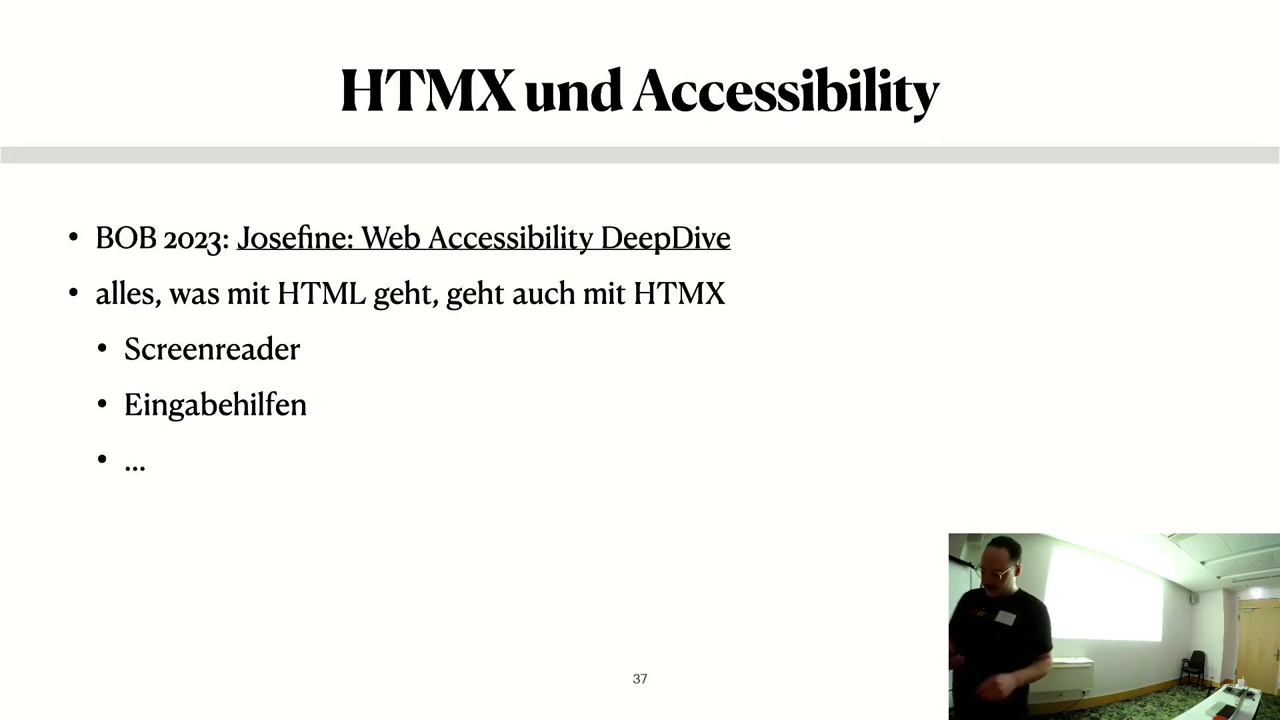 HTMX und Accessibility
• BOB 2023: Josefine: Web Accessibility DeepDive
• alles, was mit HTML geht, geht auch mit HTMX
• Screenreader
• Eingabehilfen
• ...
37